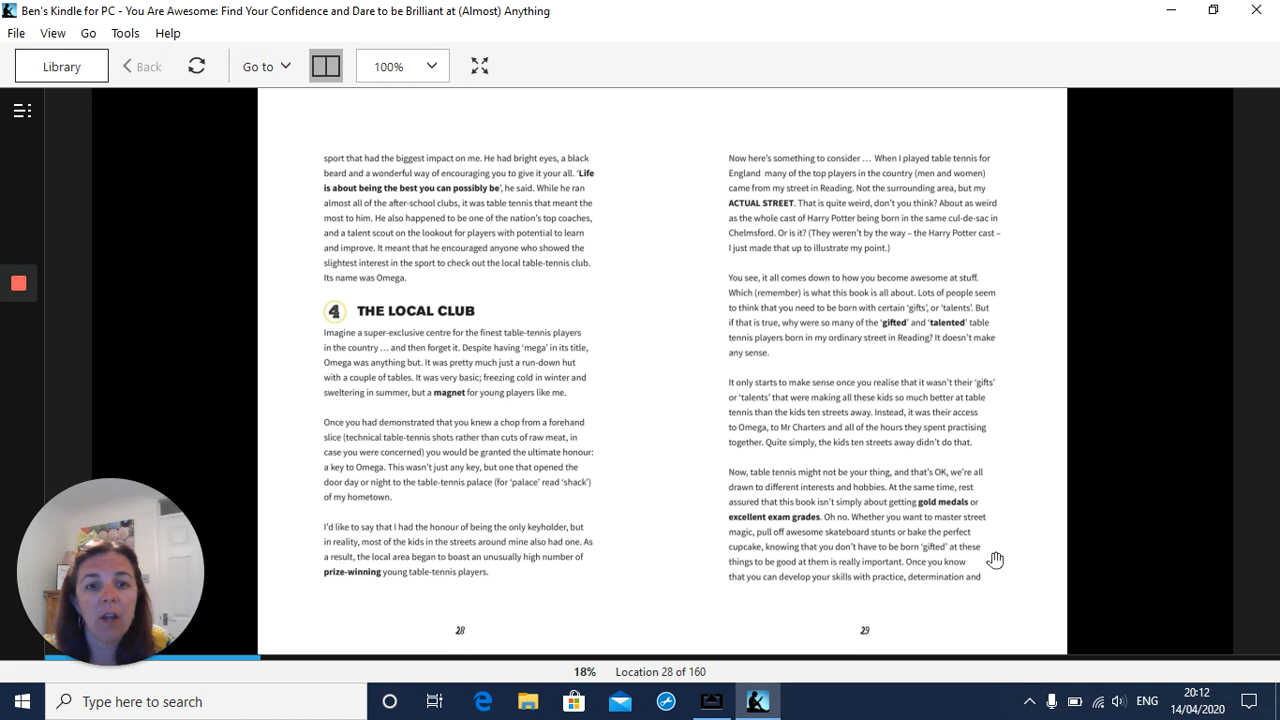 Ben's Kindle for PC - You Are Awesome: Find Your Confidence and Dare to be Brilliant at (Almost) Anything
File View Go Tools Help
Library Back Go to 100%
sport that had the biggest impact on me. He had bright eyes, a black
beard and a wonderful way of encouraging you to give it your all. 'Life
is about being the best you can possibly be', he said. While he ran
almost all of the after-school clubs, it was table tennis that meant the
most to him. He also happened to be one of the nation's top coaches,
and a talent scout on the lookout for players with potential to learn
and improve. It meant that he encouraged anyone who showed the
slightest interest in the sport to check out the local table-tennis club.
Its name was Omega.
4 THE LOCAL CLUB
Imagine a super-exclusive centre for the finest table-tennis players
in the country … and then forget it. Despite having 'mega' in its title,
Omega was anything but. It was pretty much just a run-down hut
with a couple of tables. It was very basic; freezing cold in winter and
sweltering in summer, but a magnet for young players like me.
Once you had demonstrated that you knew a chop from a forehand
slice (technical table-tennis shots rather than cuts of raw meat, in
case you were concerned) you would be granted the ultimate honour:
a key to Omega. This wasn't just any key, but one that opened the
door day or night to the table-tennis palace (for 'palace' read 'shack')
of my hometown.
I'd like to say that I had the honour of being the only keyholder, but
in reality, most of the kids in the streets around mine also had one. As
a result, the local area began to boast an unusually high number of
prize-winning young table-tennis players.
28
Now here's something to consider … When I played table tennis for
England many of the top players in the country (men and women)
came from my street in Reading. Not the surrounding area, but my
ACTUAL STREET. That is quite weird, don't you think? About as weird
as the whole cast of Harry Potter being born in the same cul-de-sac in
Chelmsford. Or is it? (They weren't by the way – the Harry Potter cast –
I just made that up to illustrate my point.)
You see, it all comes down to how you become awesome at stuff.
Which (remember) is what this book is all about. Lots of people seem
to think that you need to be born with certain 'gifts', or 'talents'. But
if that is true, why were so many of the 'gifted' and 'talented' table
tennis players born in my ordinary street in Reading? It doesn't make
any sense.
It only starts to make sense once you realise that it wasn't their 'gifts'
or 'talents' that were making all these kids so much better at table
tennis than the kids ten streets away. Instead, it was their access
to Omega, to Mr Charters and all of the hours they spent practising
together. Quite simply, the kids ten streets away didn't do that.
Now, table tennis might not be your thing, and that's OK, we're all
drawn to different interests and hobbies. At the same time, rest
assured that this book isn't simply about getting gold medals or
excellent exam grades. Oh no. Whether you want to master street
magic, pull off awesome skateboard stunts or bake the perfect
cupcake, knowing that you don't have to be born 'gifted' at these
things to be good at them is really important. Once you know
that you can develop your skills with practice, determination and
29
18% Location 28 of 160
Type here to search
ENG
20:12
14/04/2020